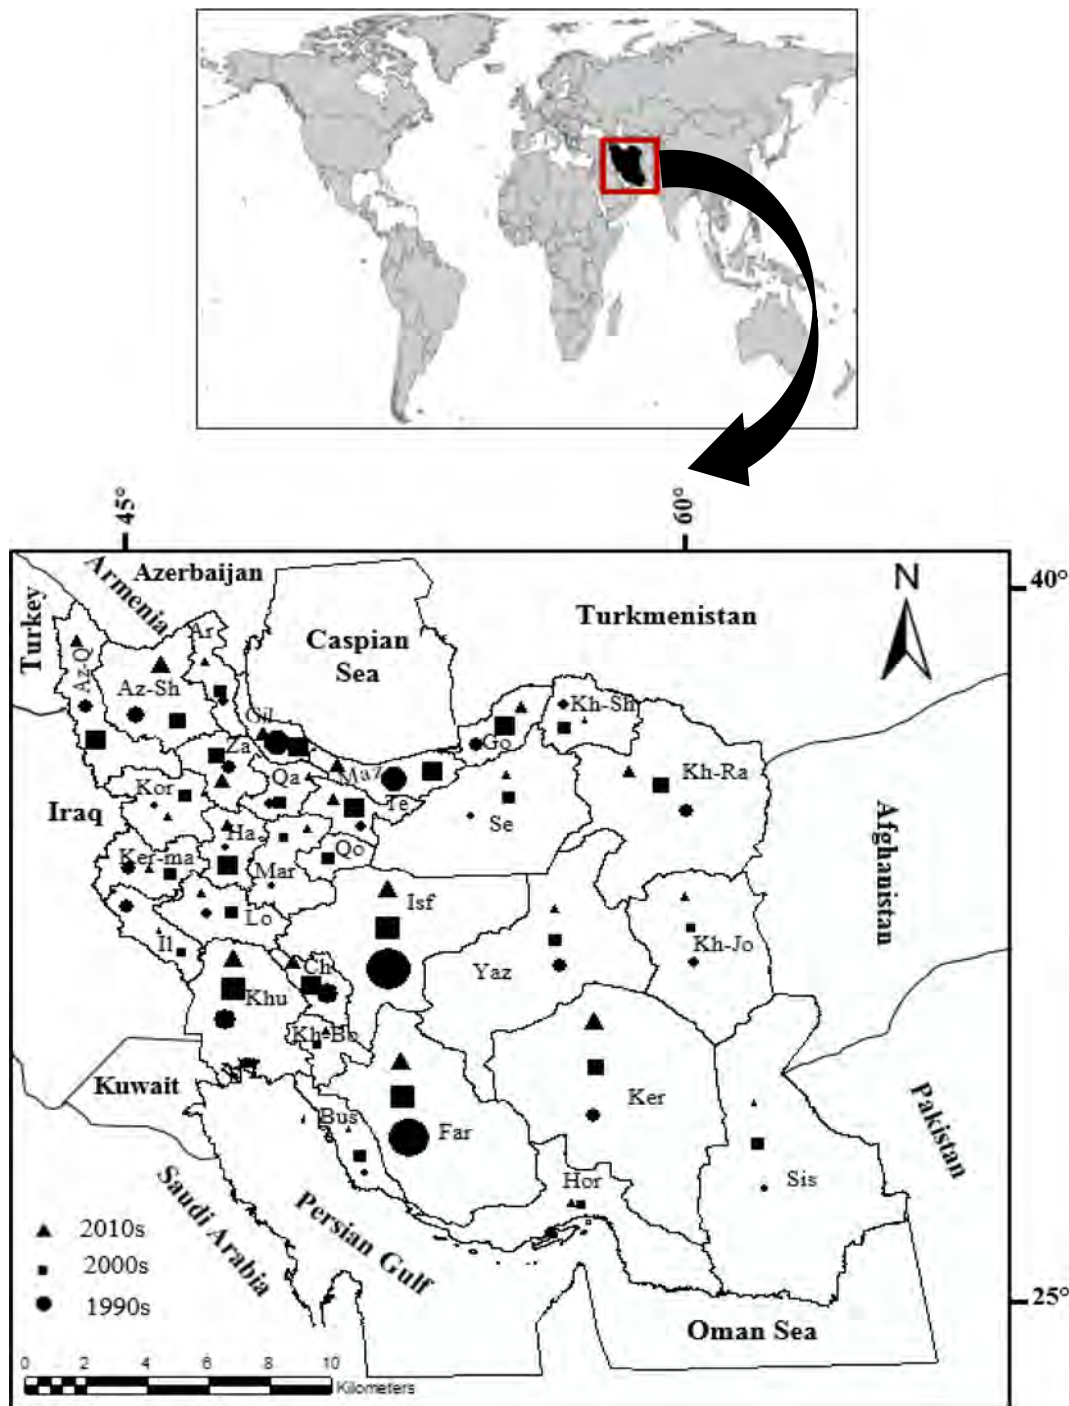 45°
60°
40°
N
Azerbaijan
Armenia
Turkey
Caspian
Sea
Turkmenistan
Ar
Az-Q
Az-Sh
Gil
Kh-Sh
Go
Za
Maz
Qa
Te
Kh-Ra
Kor
Iraq
Se
Ha
Afghanistan
Ker-ma
Qo
Mar
Isf
Lo
Il
Kh-Jo
Ch
Yaz
Khu
Kh-Bo
Kuwait
Ker
Pakistan
Bus
Far
Sis
Hor
Saudi Arabia
Persian Gulf
2010s
2000s
1990s
25°
Oman Sea
0 2 4 6 8 10
Kilometers